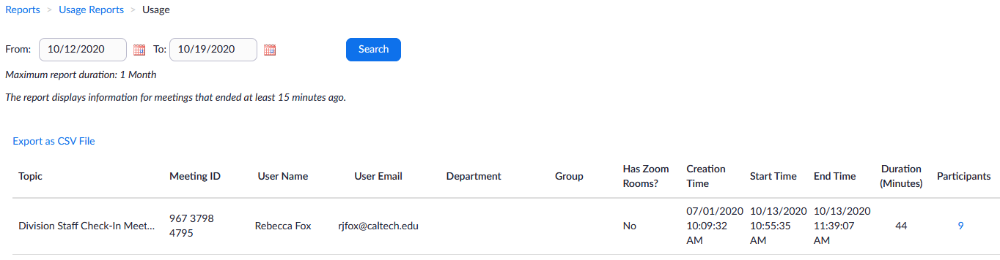 Reports > Usage Reports > Usage
From: 10/12/2020 To: 10/19/2020 Search
Maximum report duration: 1 Month
The report displays information for meetings that ended at least 15 minutes ago.
Export as CSV File
Topic Meeting ID User Name User Email Department Group Has Zoom Rooms? Creation Time Start Time End Time Duration (Minutes) Participants
Division Staff Check-In Meet... 967 3798 4795 Rebecca Fox rjfox@caltech.edu No 07/01/2020 10:09:32 AM 10/13/2020 10:55:35 AM 10/13/2020 11:39:07 AM 44 9